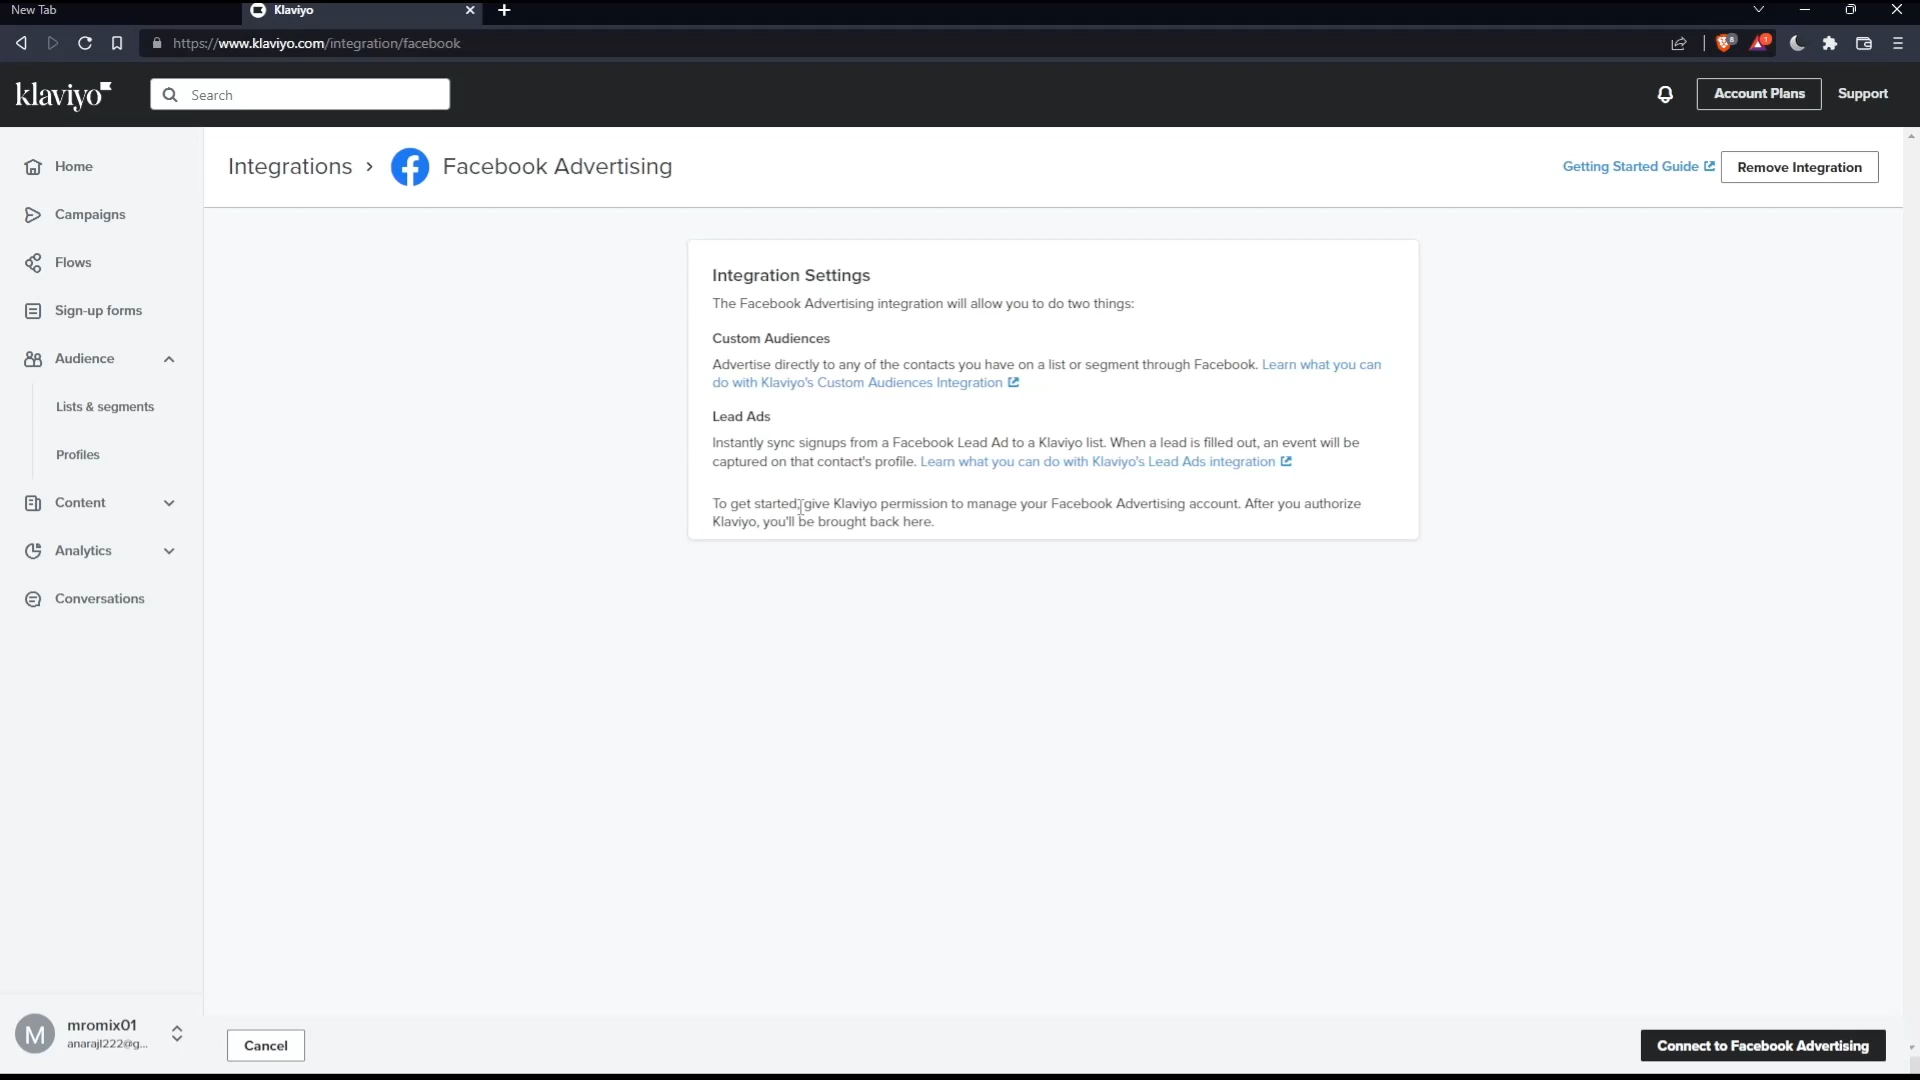 New Tab
Klaviyo
https://www.klaviyo.com/integration/facebook
8
1
klaviyo
Search
Account Plans
Support
Home
Campaigns
Flows
Sign-up forms
Audience
Lists & segments
Profiles
Content
Analytics
Conversations
Integrations > Facebook Advertising
Getting Started Guide
Remove Integration
Integration Settings
The Facebook Advertising integration will allow you to do two things:
Custom Audiences
Advertise directly to any of the contacts you have on a list or segment through Facebook. Learn what you can
do with Klaviyo's Custom Audiences Integration
Lead Ads
Instantly sync signups from a Facebook Lead Ad to a Klaviyo list. When a lead is filled out, an event will be
captured on that contact's profile. Learn what you can do with Klaviyo's Lead Ads integration
To get started, give Klaviyo permission to manage your Facebook Advertising account. After you authorize
Klaviyo, you'll be brought back here.
M
mromix01
anarajl222@g...
Cancel
Connect to Facebook Advertising